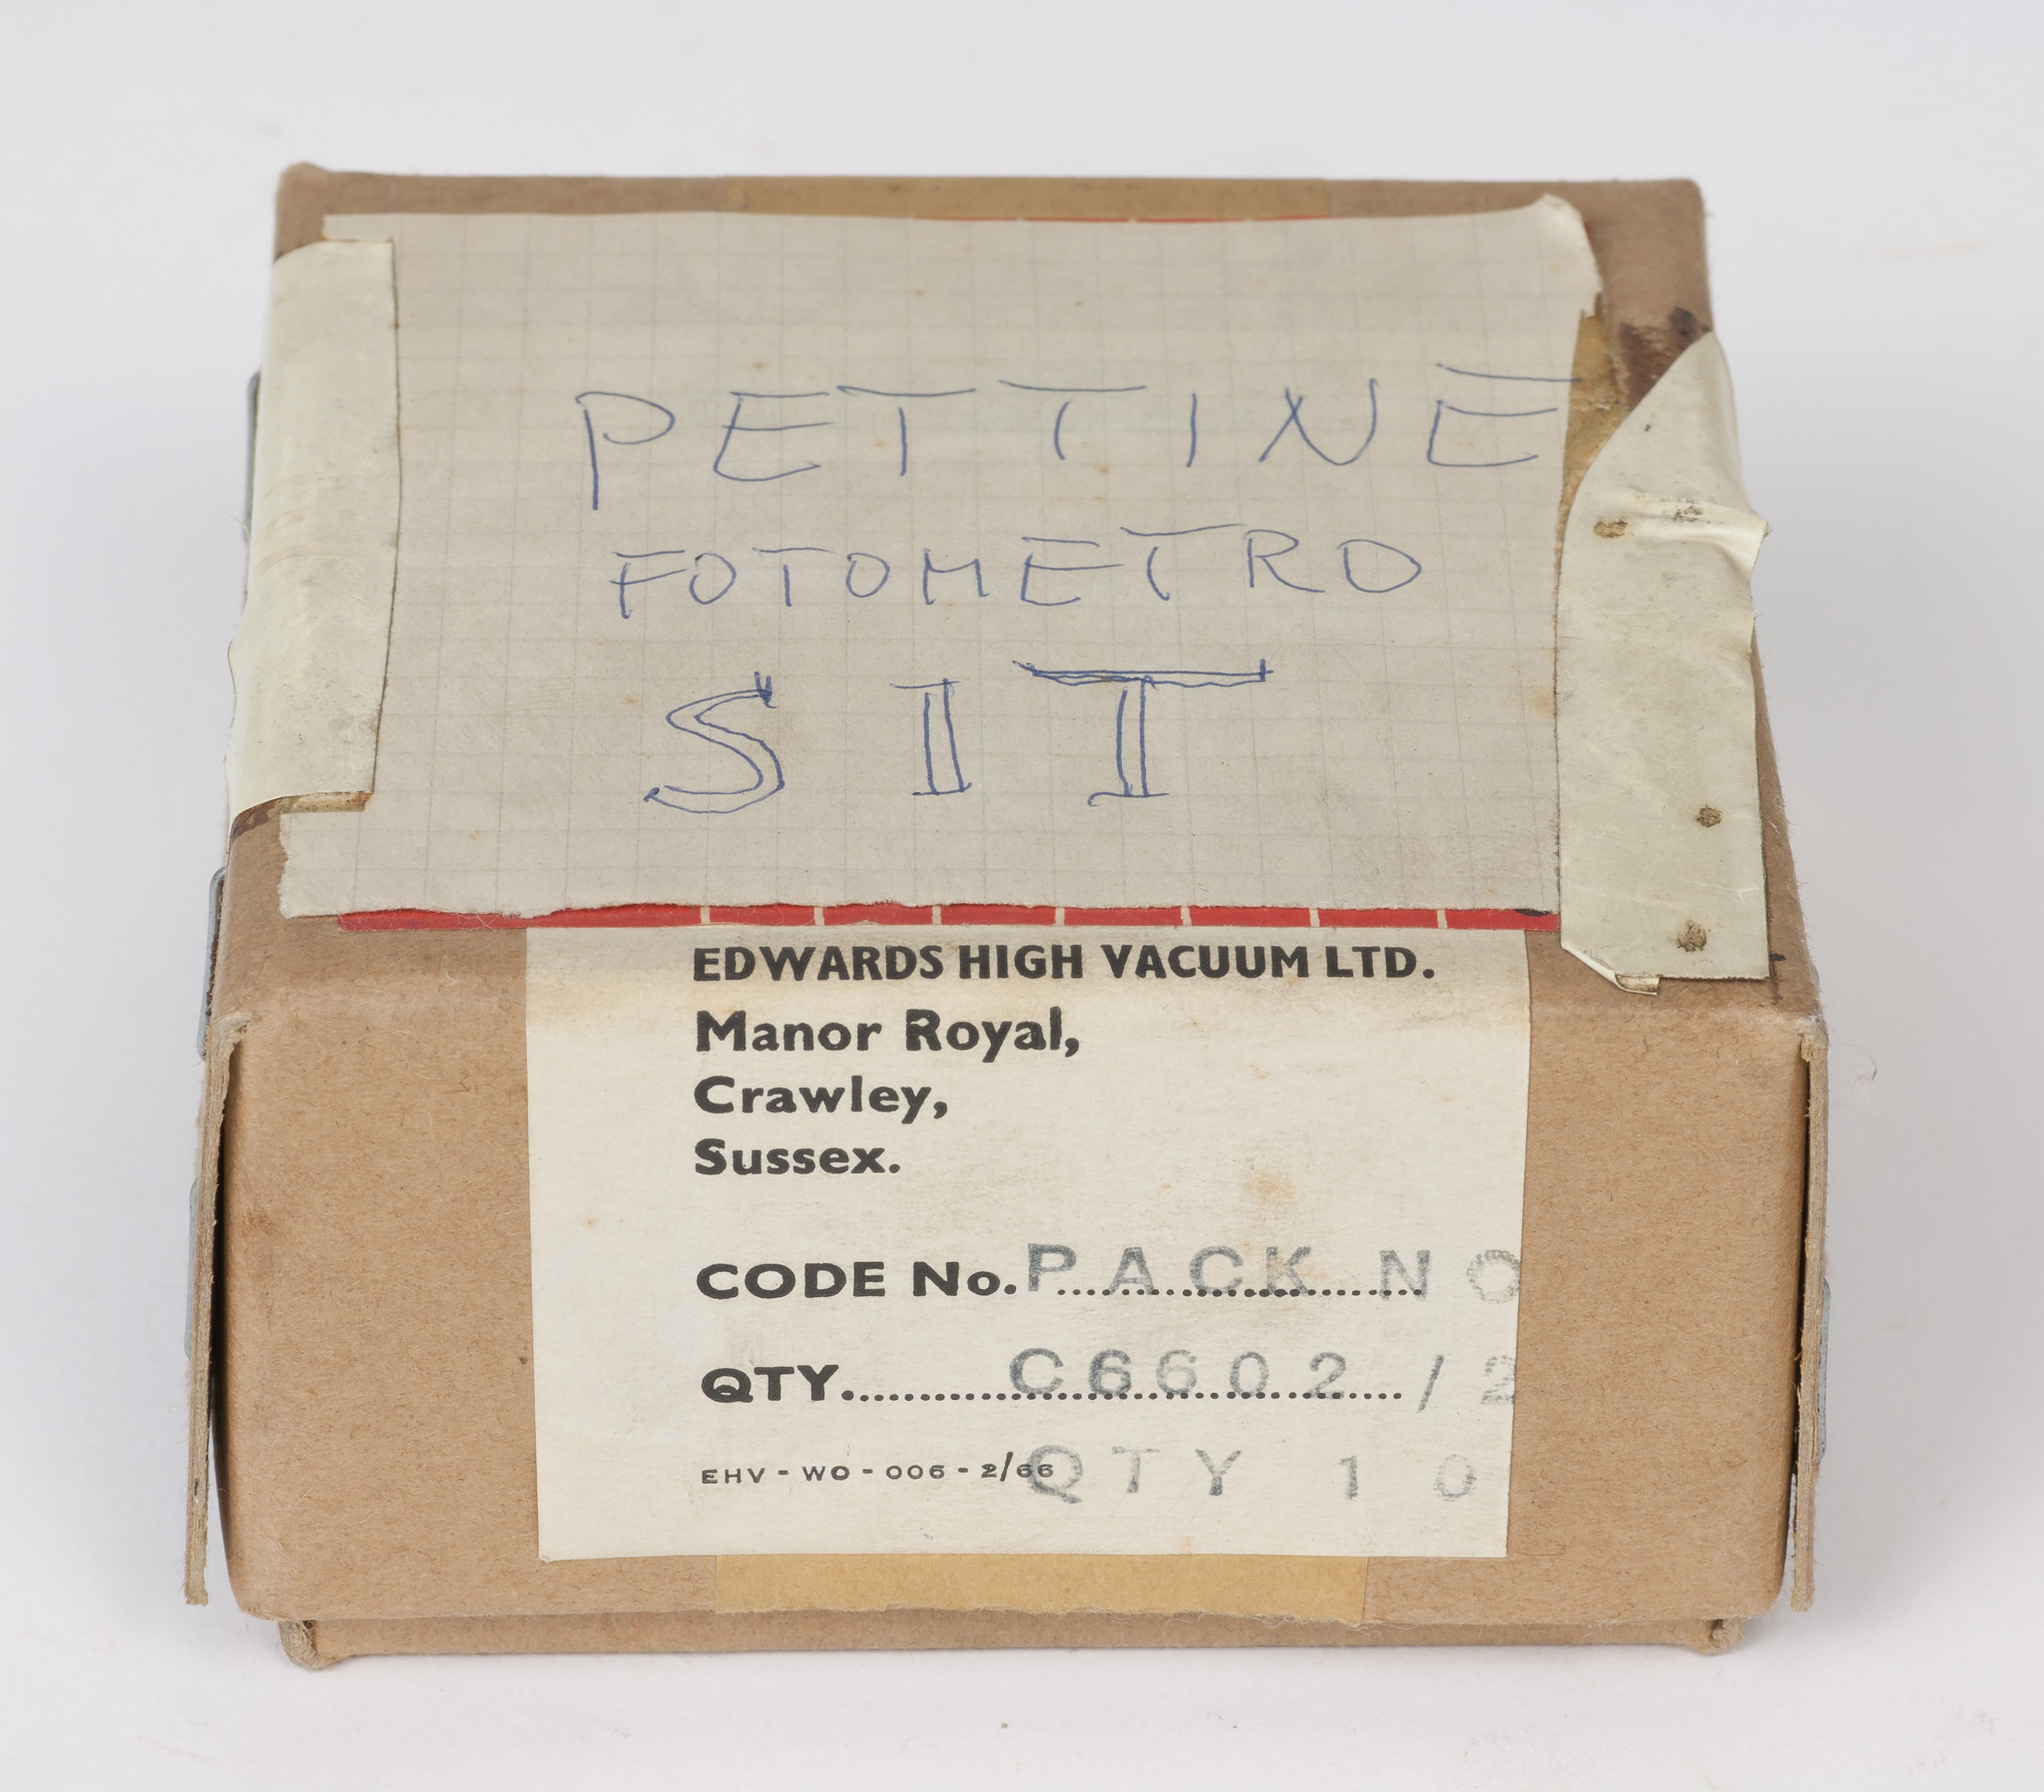 PETTINE
FOTOMETRO
SIT
EDWARDS HIGH VACUUM LTD.
Manor Royal,
Crawley,
Sussex.
CODE No. PACK NO
QTY. C6602/2
EHV - WO - 006 - 2/66 QTY 10